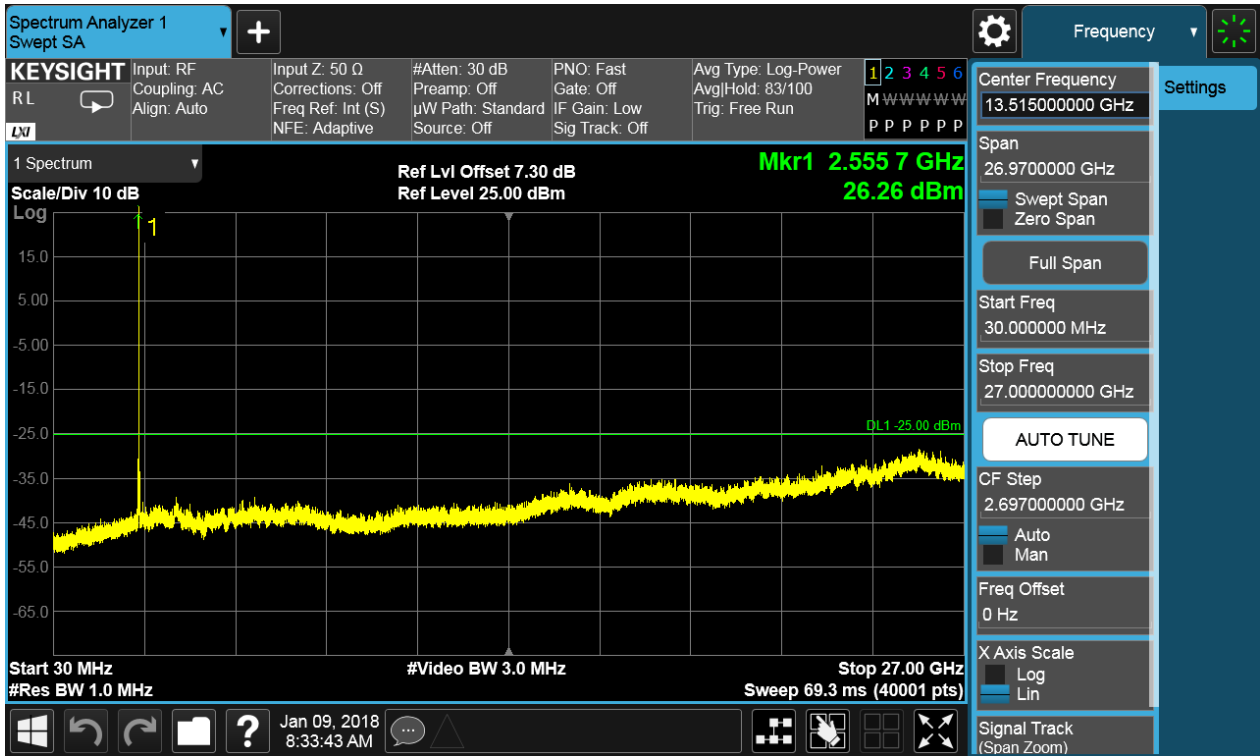 Spectrum Analyzer 1
Swept SA
Frequency
KEYSIGHT
R L
LXI
Input: RF
Coupling: AC
Align: Auto
Input Z: 50 Ω
Corrections: Off
Freq Ref: Int (S)
NFE: Adaptive
#Atten: 30 dB
Preamp: Off
µW Path: Standard
Source: Off
PNO: Fast
Gate: Off
IF Gain: Low
Sig Track: Off
Avg Type: Log-Power
Avg|Hold: 83/100
Trig: Free Run
1 2 3 4 5 6
M W W W W W
P P P P P P
1 Spectrum
Scale/Div 10 dB
Ref Lvl Offset 7.30 dB
Ref Level 25.00 dBm
Mkr1 2.555 7 GHz
26.26 dBm
Log
1
15.0
5.00
-5.00
-15.0
-25.0
-35.0
-45.0
-55.0
-65.0
DL1 -25.00 dBm
Start 30 MHz
#Res BW 1.0 MHz
#Video BW 3.0 MHz
Stop 27.00 GHz
Sweep 69.3 ms (40001 pts)
Center Frequency
13.515000000 GHz
Span
26.9700000 GHz
Swept Span
Zero Span
Full Span
Start Freq
30.000000 MHz
Stop Freq
27.000000000 GHz
AUTO TUNE
CF Step
2.697000000 GHz
Auto
Man
Freq Offset
0 Hz
X Axis Scale
Log
Lin
Signal Track
(Span Zoom)
Settings
?
Jan 09, 2018
8:33:43 AM